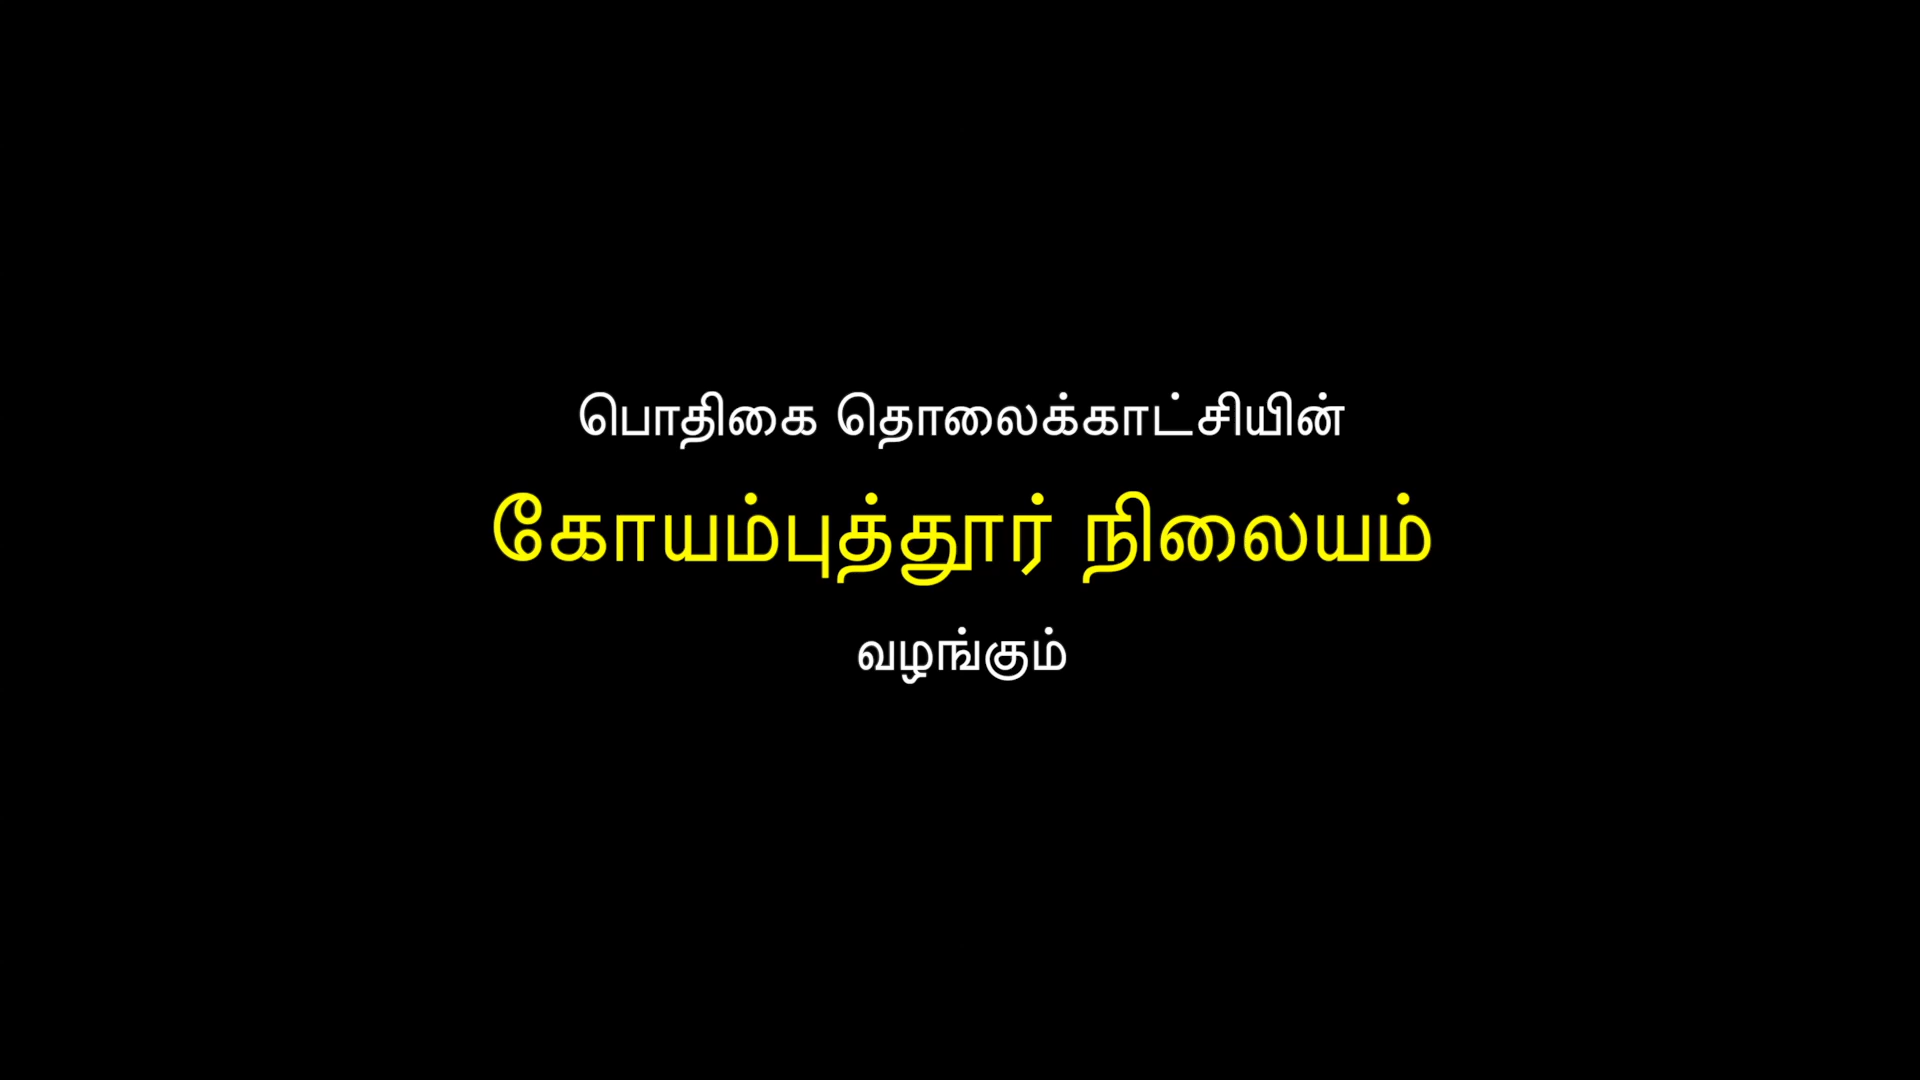 பொதிகை தொலைக்காட்சியின்
கோயம்புத்தூர் நிலையம்
வழங்கும்